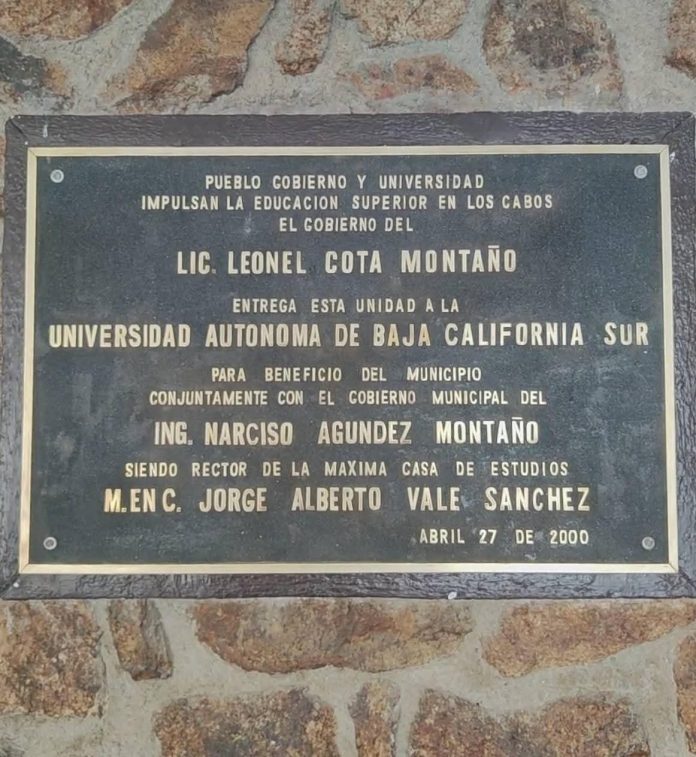 PUEBLO GOBIERNO Y UNIVERSIDAD
IMPULSAN LA EDUCACION SUPERIOR EN LOS CABOS
EL GOBIERNO DEL
LIC. LEONEL COTA MONTAÑO
ENTREGA ESTA UNIDAD A LA
UNIVERSIDAD AUTONOMA DE BAJA CALIFORNIA SUR
PARA BENEFICIO DEL MUNICIPIO
CONJUNTAMENTE CON EL GOBIERNO MUNICIPAL DEL
ING. NARCISO AGUNDEZ MONTAÑO
SIENDO RECTOR DE LA MAXIMA CASA DE ESTUDIOS
M. EN C. JORGE ALBERTO VALE SANCHEZ
ABRIL 27 DE 2000